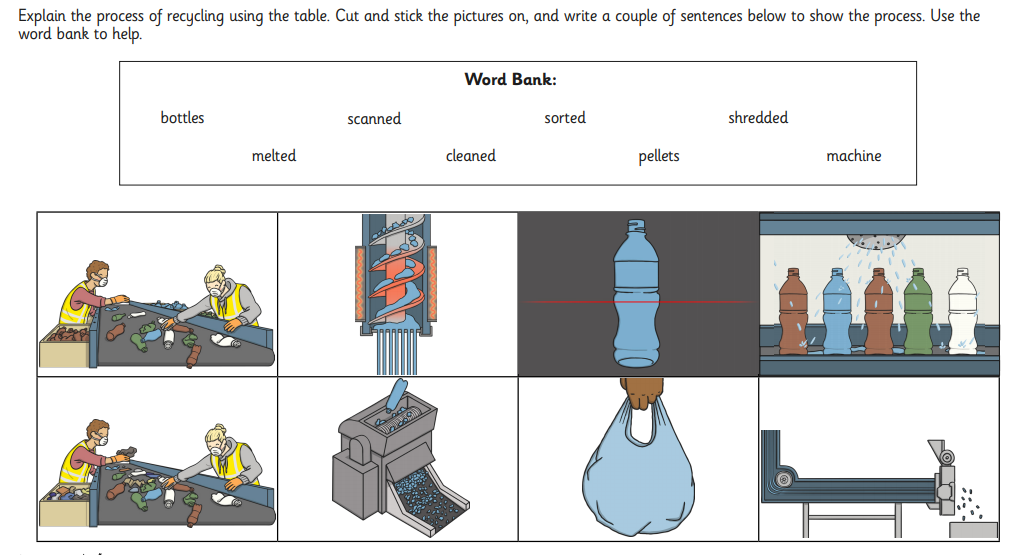 Explain the process of recycling using the table. Cut and stick the pictures on, and write a couple of sentences below to show the process. Use the
word bank to help.
Word Bank:
bottles scanned sorted shredded
melted cleaned pellets machine